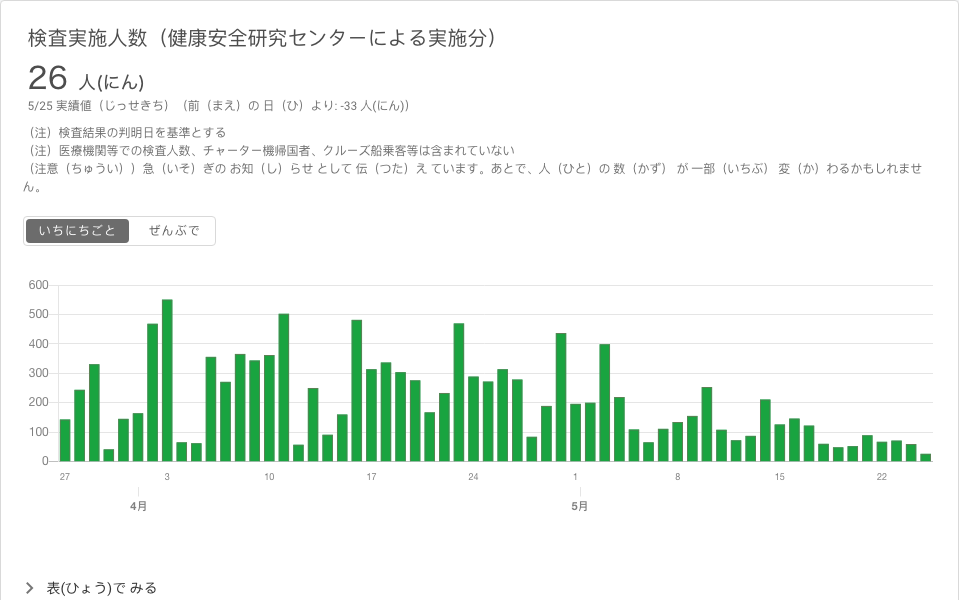 検査実施人数（健康安全研究センターによる実施分）
26 人(にん)
5/25 実績値（じっせきち）（前（まえ）の 日（ひ）より: -33 人(にん)）
（注）検査結果の判明日を基準とする
（注）医療機関等での検査人数、チャーター機帰国者、クルーズ船乗客等は含まれていない
（注意（ちゅうい））急（いそ）ぎの お知（し）らせ として 伝（つた）え ています。あとで、人（ひと）の 数（かず） が 一部（いちぶ） 変（か）わるかもしれませ
ん。
いちにちごと ぜんぶで
600
500
400
300
200
100
0
27 3 10 17 24 1 8 15 22
4月 5月
表(ひょう)で みる